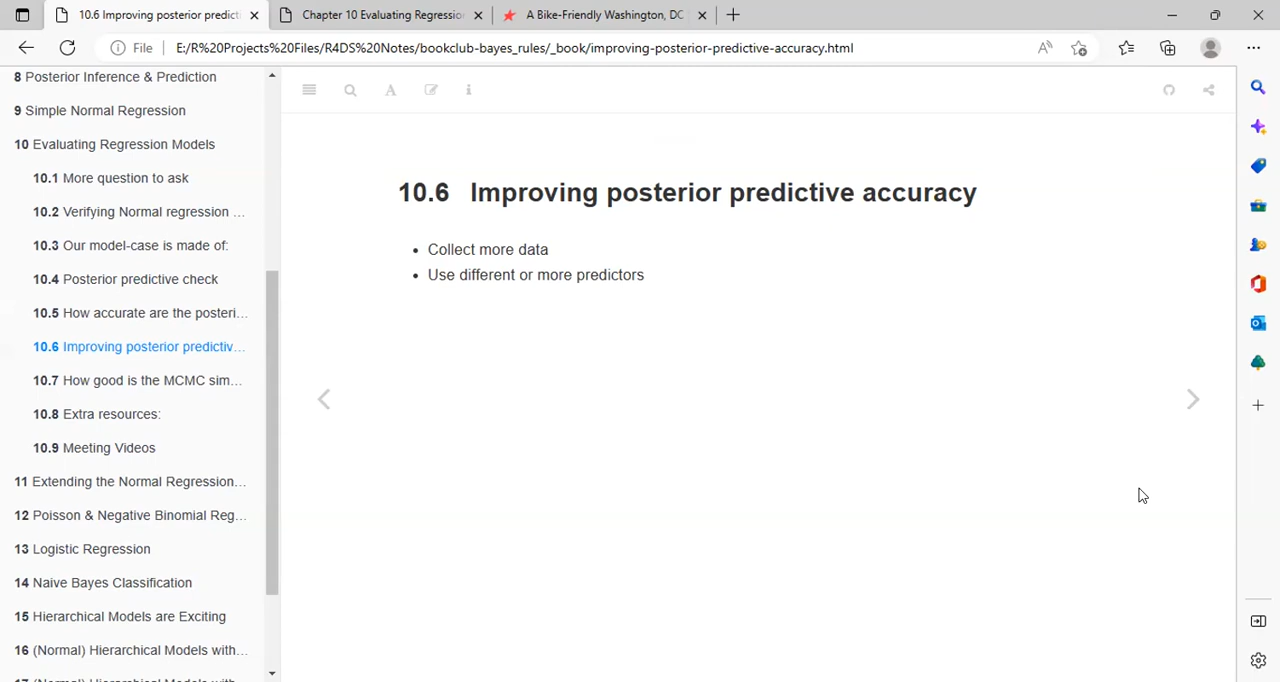 10.6 Improving posterior predicti
Chapter 10 Evaluating Regressio
A Bike-Friendly Washington, DC
File
E:/R%20Projects%20Files/R4DS%20Notes/bookclub-bayes_rules/_book/improving-posterior-predictive-accuracy.html
8 Posterior Inference & Prediction
9 Simple Normal Regression
10 Evaluating Regression Models
10.1 More question to ask
10.2 Verifying Normal regression ...
10.3 Our model-case is made of:
10.4 Posterior predictive check
10.5 How accurate are the posteri...
10.6 Improving posterior predictiv...
10.7 How good is the MCMC sim...
10.8 Extra resources:
10.9 Meeting Videos
11 Extending the Normal Regression...
12 Poisson & Negative Binomial Reg...
13 Logistic Regression
14 Naive Bayes Classification
15 Hierarchical Models are Exciting
16 (Normal) Hierarchical Models with...
10.6 Improving posterior predictive accuracy
• Collect more data
• Use different or more predictors